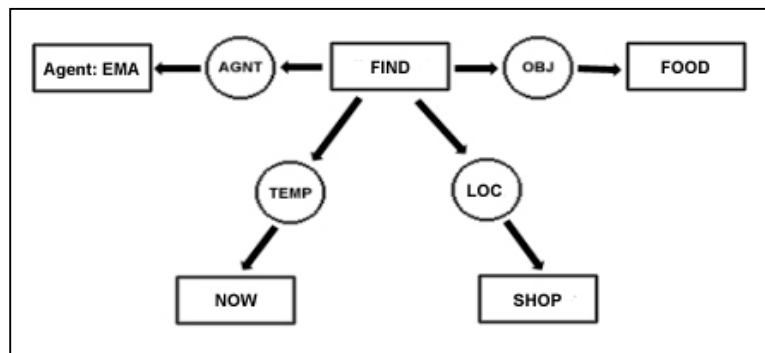 Agent: EMA
AGNT
FIND
OBJ
FOOD
TEMP
LOC
NOW
SHOP